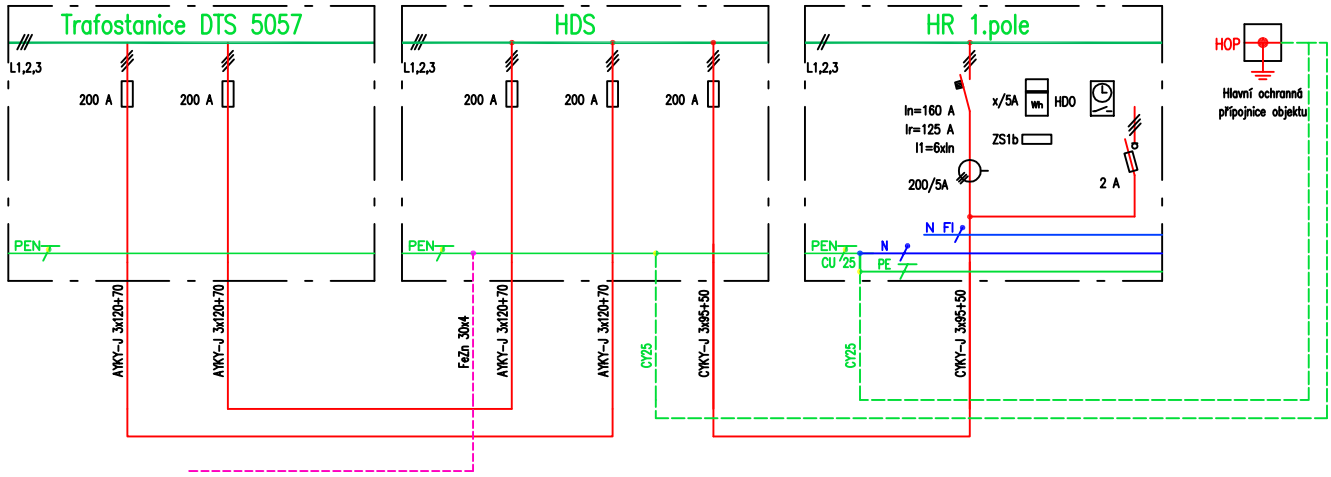 Trafostanice DTS 5057
HDS
HR 1.pole
HOP
L1,2,3
L1,2,3
L1,2,3
200 A
200 A
200 A
200 A
200 A
x/5A
Wh
HDO
Hlavní ochranná
přípojnice objektu
In=160 A
Ir=125 A
I1=6xIn
ZS1b
200/5A
2 A
N FI
PEN
PEN
PEN
N
CU 25
PE
AYKY-J 3x120+70
AYKY-J 3x120+70
FeZn 30x4
AYKY-J 3x120+70
AYKY-J 3x120+70
CY25
CYKY-J 3x95+50
CY25
CYKY-J 3x95+50